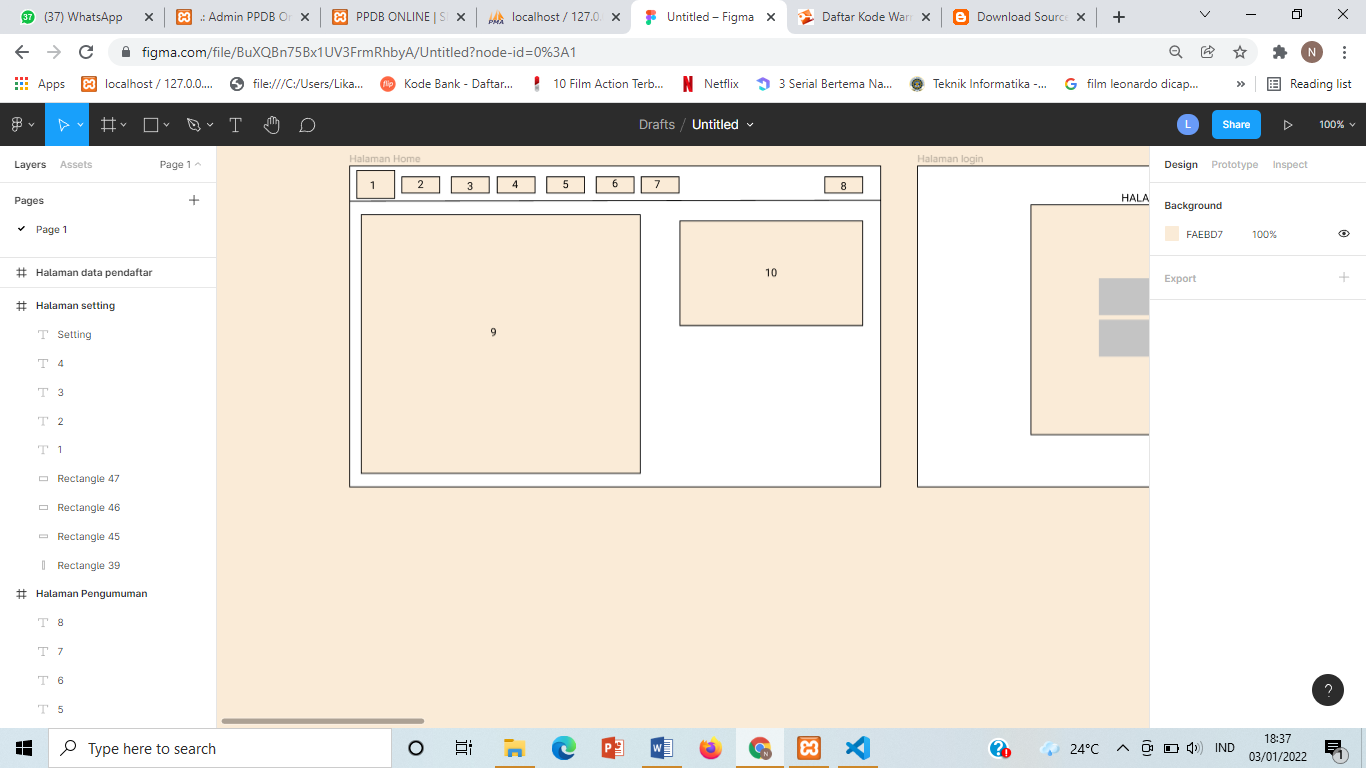 (37) WhatsApp
.: Admin PPDB O
PPDB ONLINE | S
localhost / 127.0.
Untitled – Figma
Daftar Kode War
Download Source
figma.com/file/BuXQBn75Bx1UV3FrmRhbyA/Untitled?node-id=0%3A1
N
Apps
localhost / 127.0.0....
file:///C:/Users/Lika...
Kode Bank - Daftar...
10 Film Action Terb...
Netflix
3 Serial Bertema Na...
Teknik Informatika -...
film leonardo dicap...
»
Reading list
Drafts / Untitled
L
Share
100%
Layers
Assets
Page 1
Pages
Page 1
Halaman data pendaftar
Halaman setting
Setting
4
3
2
1
Rectangle 47
Rectangle 46
Rectangle 45
Rectangle 39
Halaman Pengumuman
8
7
6
5
Halaman Home
1
2
3
4
5
6
7
8
9
10
Halaman login
HALA
Design
Prototype
Inspect
Background
FAEBD7
100%
Export
?
Type here to search
24°C
IND
18:37
03/01/2022
1